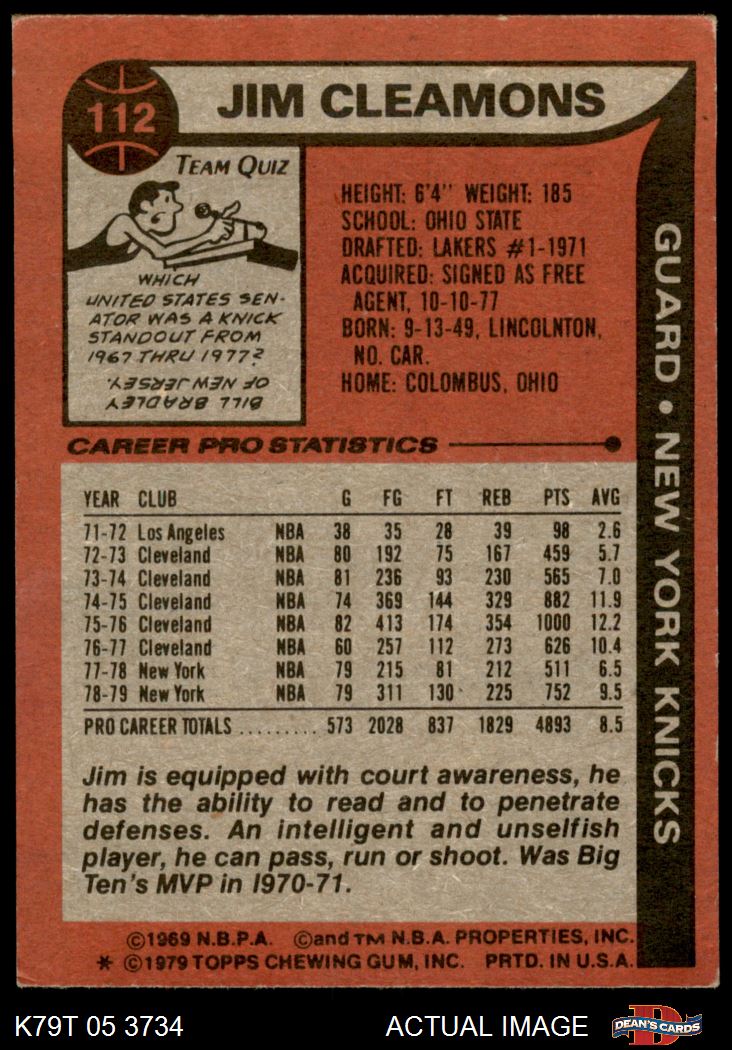 112
JIM CLEAMONS
TEAM QUIZ
WHICH
UNITED STATES SEN-
ATOR WAS A KNICK
STANDOUT FROM
1967 THRU 1977?
BILL BRADLEY
OF NEW JERSEY.
HEIGHT: 6'4" WEIGHT: 185
SCHOOL: OHIO STATE
DRAFTED: LAKERS #1-1971
ACQUIRED: SIGNED AS FREE
AGENT, 10-10-77
BORN: 9-13-49, LINCOLNTON,
NO. CAR.
HOME: COLOMBUS, OHIO
GUARD • NEW YORK KNICKS
CAREER PRO STATISTICS
YEAR CLUB G FG FT REB PTS AVG
71-72 Los Angeles NBA 38 35 28 39 98 2.6
72-73 Cleveland NBA 80 192 75 167 459 5.7
73-74 Cleveland NBA 81 236 93 230 565 7.0
74-75 Cleveland NBA 74 369 144 329 882 11.9
75-76 Cleveland NBA 82 413 174 354 1000 12.2
76-77 Cleveland NBA 60 257 112 273 626 10.4
77-78 New York NBA 79 215 81 212 511 6.5
78-79 New York NBA 79 311 130 225 752 9.5
PRO CAREER TOTALS ......... 573 2028 837 1829 4893 8.5
Jim is equipped with court awareness, he
has the ability to read and to penetrate
defenses. An intelligent and unselfish
player, he can pass, run or shoot. Was Big
Ten's MVP in 1970-71.
©1969 N.B.P.A. ©and TM N.B.A. PROPERTIES, INC.
* ©1979 TOPPS CHEWING GUM, INC. PRTD. IN U.S.A.
K79T 05 3734 ACTUAL IMAGE
D
DEAN'S CARDS